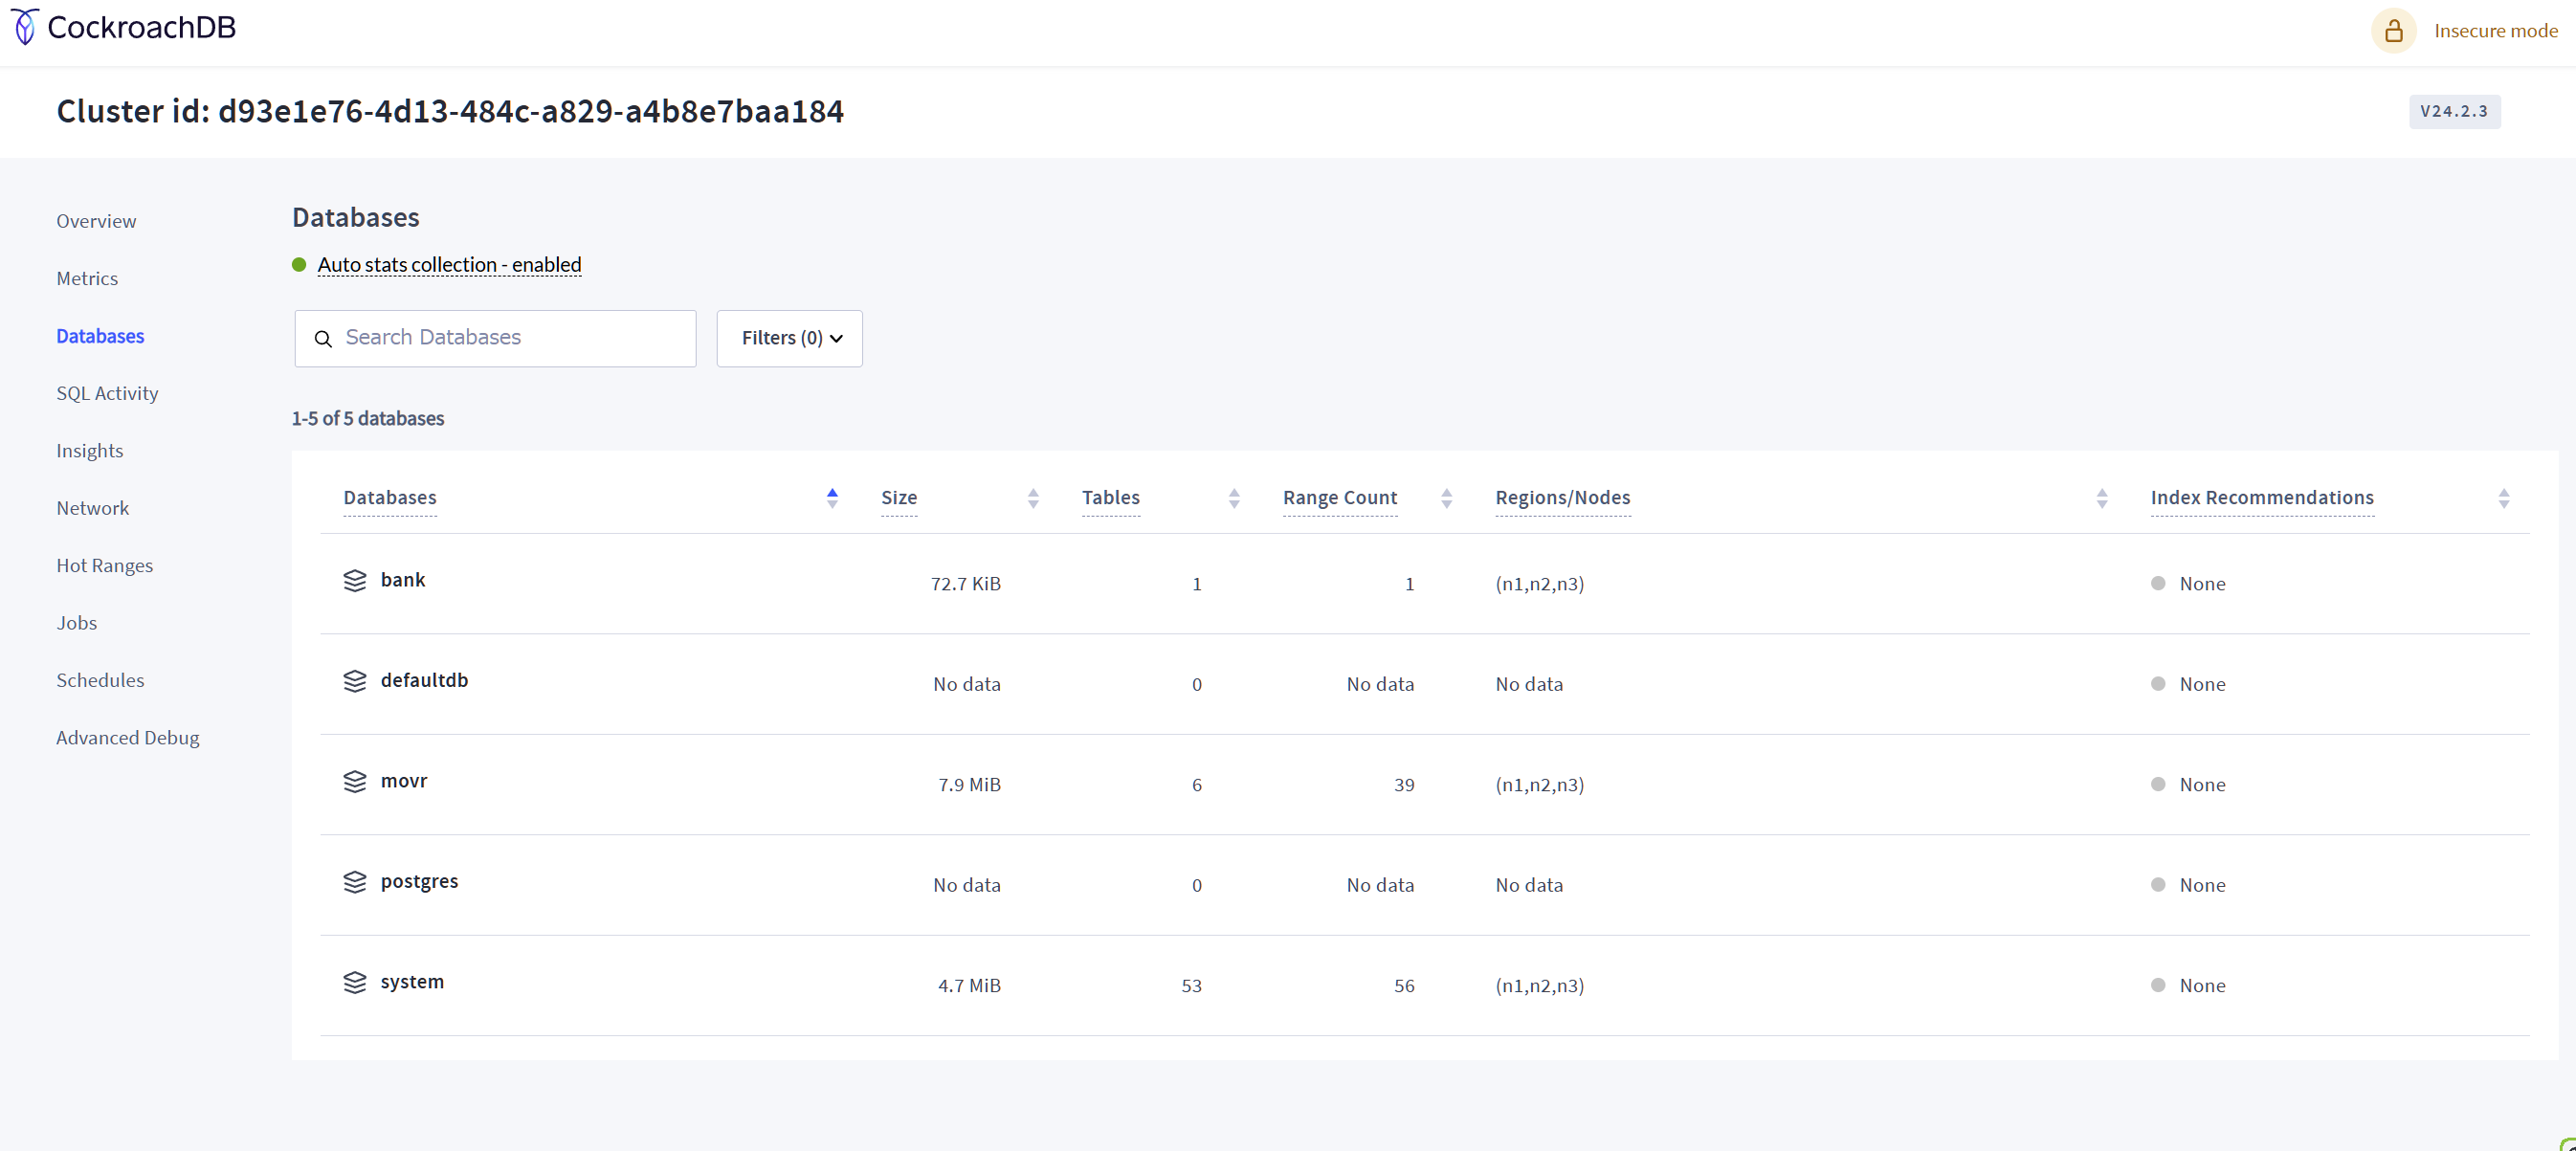 CockroachDB
Insecure mode
Cluster id: d93e1e76-4d13-484c-a829-a4b8e7baa184
V24.2.3
Overview
Metrics
Databases
SQL Activity
Insights
Network
Hot Ranges
Jobs
Schedules
Advanced Debug
Databases
Auto stats collection - enabled
Search Databases
Filters (0)
1-5 of 5 databases
Databases Size Tables Range Count Regions/Nodes Index Recommendations
bank 72.7 KiB 1 1 (n1,n2,n3) None
defaultdb No data 0 No data No data None
movr 7.9 MiB 6 39 (n1,n2,n3) None
postgres No data 0 No data No data None
system 4.7 MiB 53 56 (n1,n2,n3) None